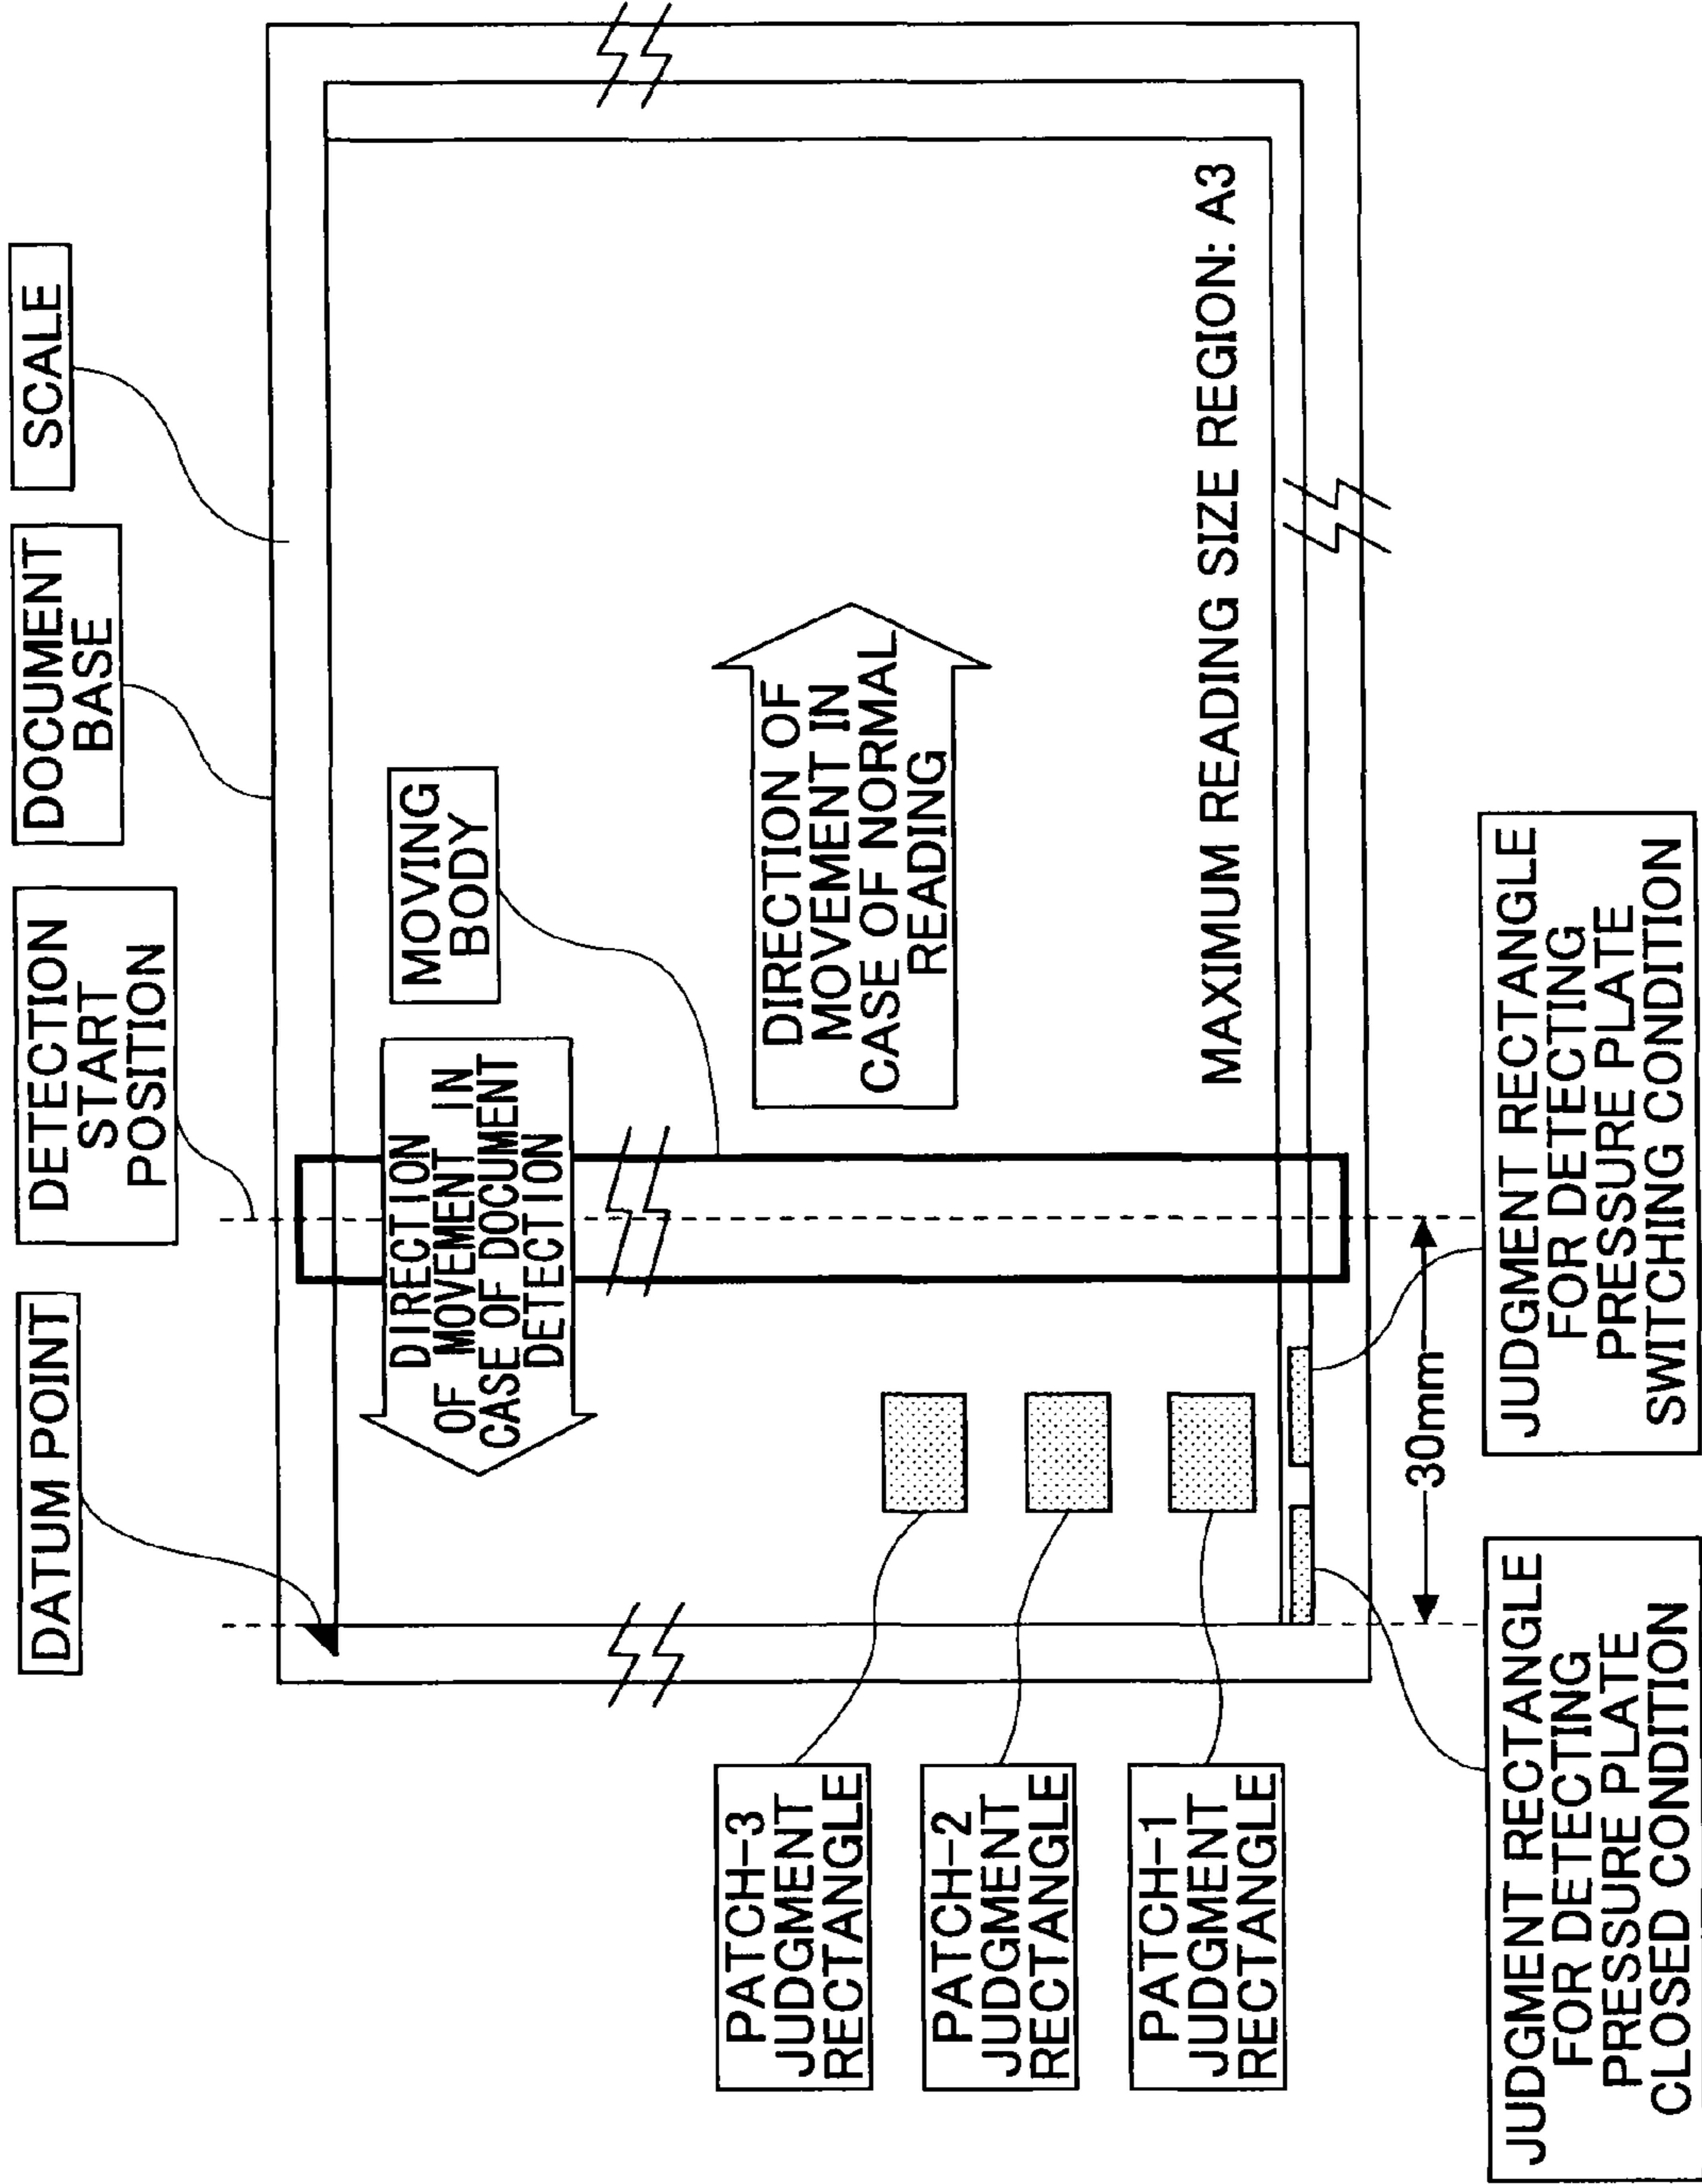 DATUM POINT
DETECTION
START
POSITION
DOCUMENT
BASE
SCALE
DIRECTION
OF MOVEMENT IN
CASE OF DOCUMENT
DETECTION
MOVING
BODY
DIRECTION OF
MOVEMENT IN
CASE OF NORMAL
READING
PATCH-3
JUDGMENT
RECTANGLE
PATCH-2
JUDGMENT
RECTANGLE
PATCH-1
JUDGMENT
RECTANGLE
MAXIMUM READING SIZE REGION: A3
30mm
JUDGMENT RECTANGLE
FOR DETECTING
PRESSURE PLATE
CLOSED CONDITION
JUDGMENT RECTANGLE
FOR DETECTING
PRESSURE PLATE
SWITCHING CONDITION